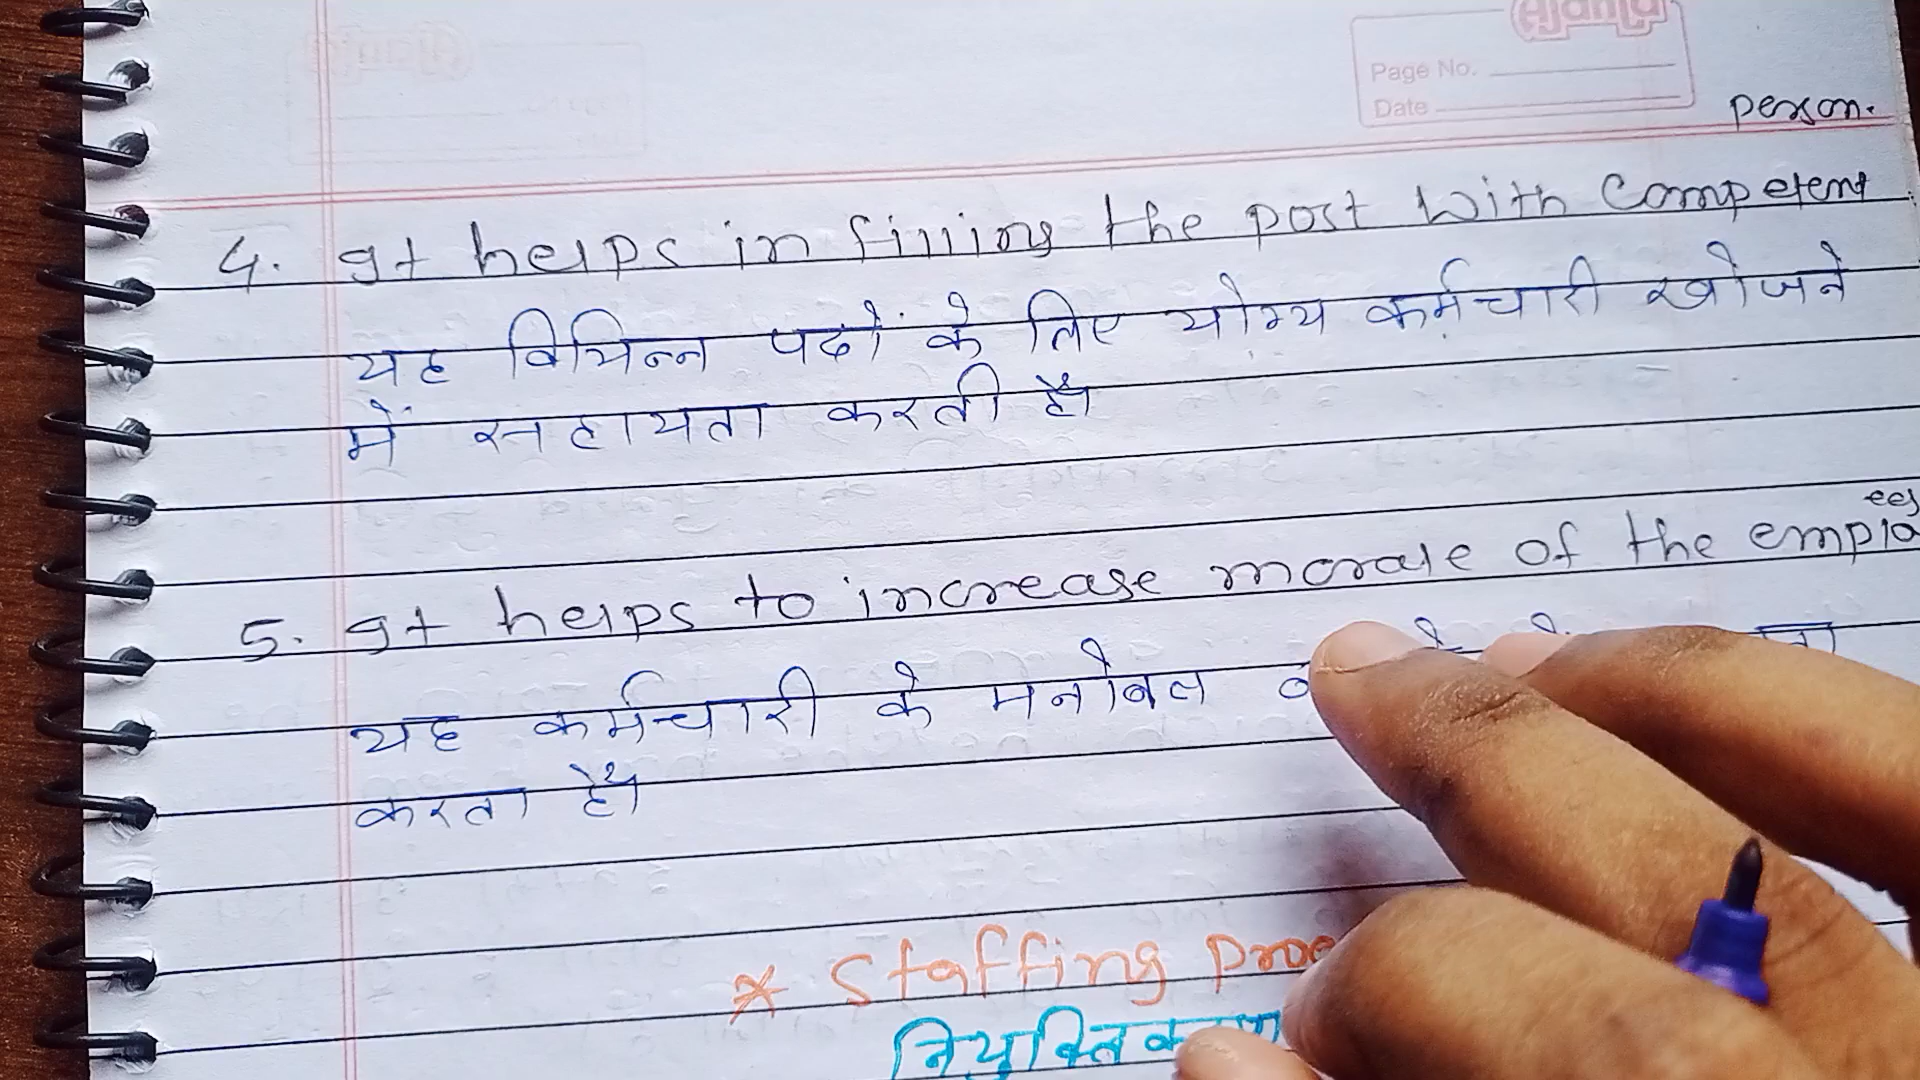 ajanta
Page No.
Date
person.
4. It helps in filling the post with competent
यह विभिन्न पदों के लिए योग्य कर्मचारी खोजने
में सहायता करती है।
ees
5. It helps to increase morale of the emplo
यह कर्मचारी के मनोबल
करता है।
* Staffing